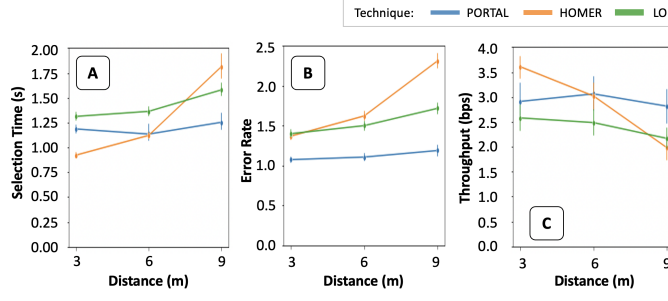 Technique: PORTAL HOMER LO
A
Selection Time (s)
2.00
1.75
1.50
1.25
1.00
0.75
0.50
0.25
0.00
3 6 9
Distance (m)
B
Error Rate
2.5
2.0
1.5
1.0
0.5
0.0
3 6 9
Distance (m)
C
Throughput (bps)
4.0
3.5
3.0
2.5
2.0
1.5
1.0
0.5
0.0
3 6 9
Distance (m)